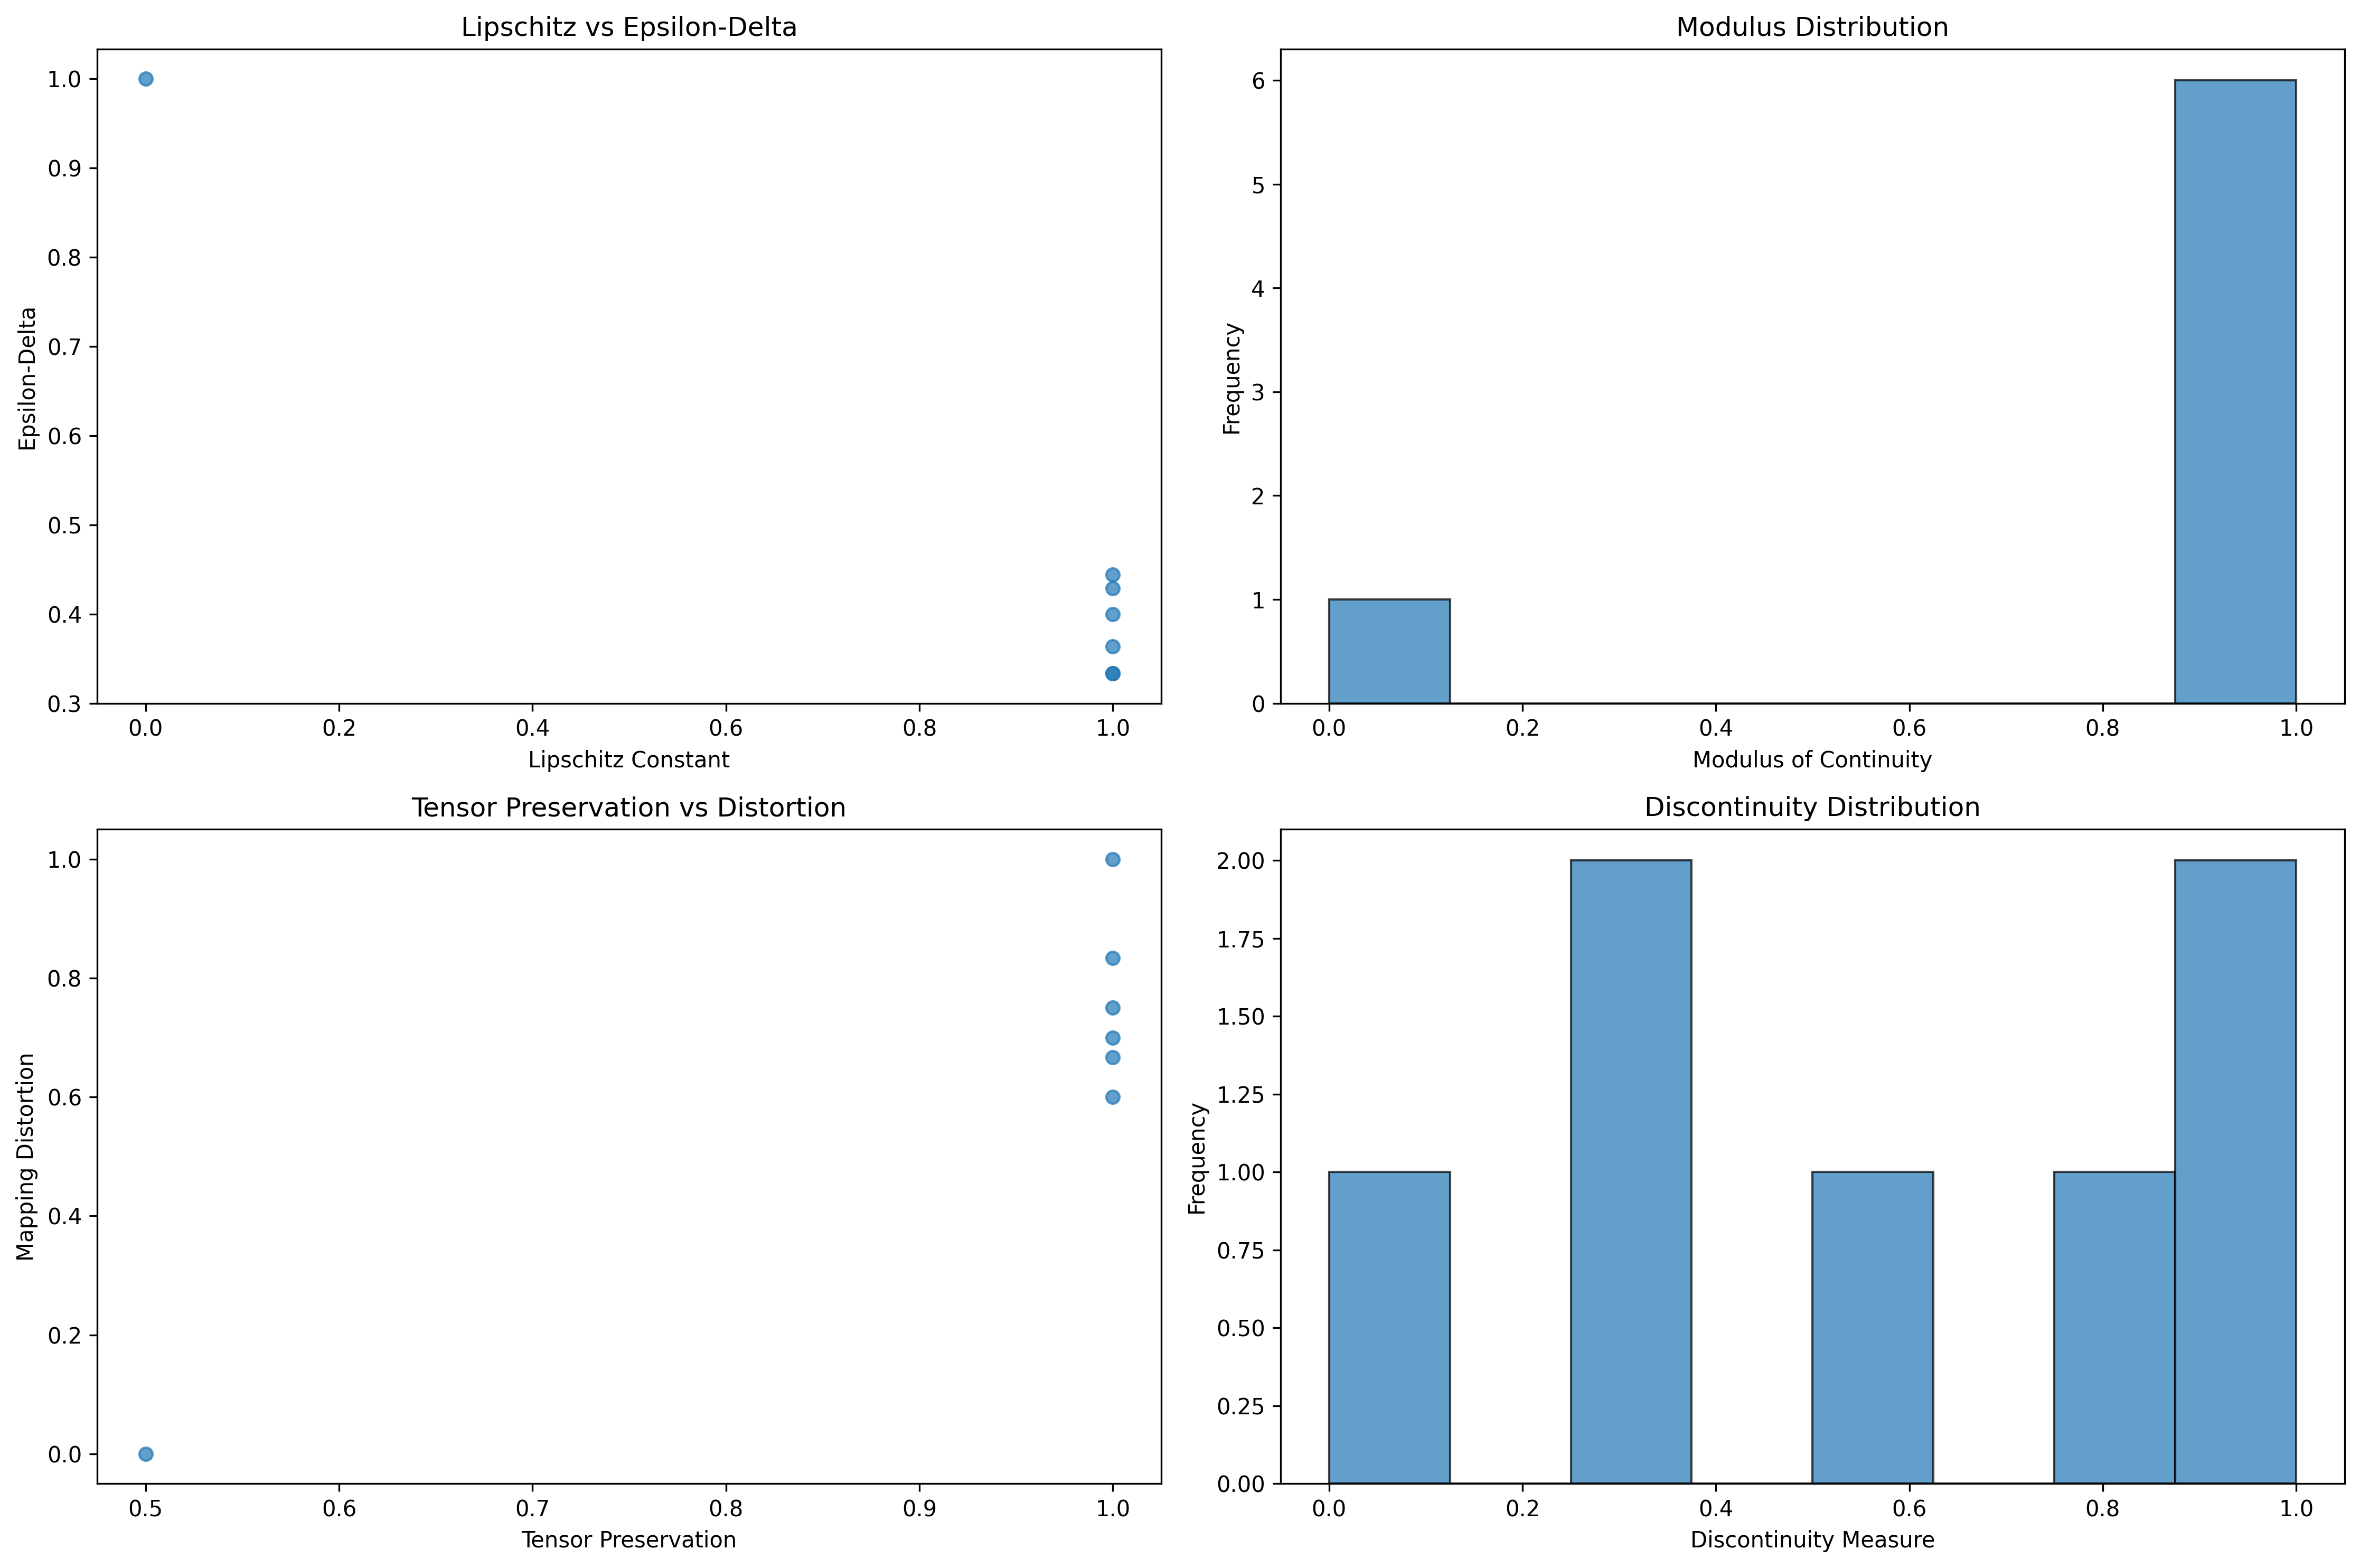 Lipschitz vs Epsilon-Delta
1.0
0.9
0.8
0.7
0.6
0.5
0.4
0.3
Epsilon-Delta
0.0 0.2 0.4 0.6 0.8 1.0
Lipschitz Constant
Modulus Distribution
6
5
4
3
2
1
0
Frequency
0.0 0.2 0.4 0.6 0.8 1.0
Modulus of Continuity
Tensor Preservation vs Distortion
1.0
0.8
0.6
0.4
0.2
0.0
Mapping Distortion
0.5 0.6 0.7 0.8 0.9 1.0
Tensor Preservation
Discontinuity Distribution
2.00
1.75
1.50
1.25
1.00
0.75
0.50
0.25
0.00
Frequency
0.0 0.2 0.4 0.6 0.8 1.0
Discontinuity Measure